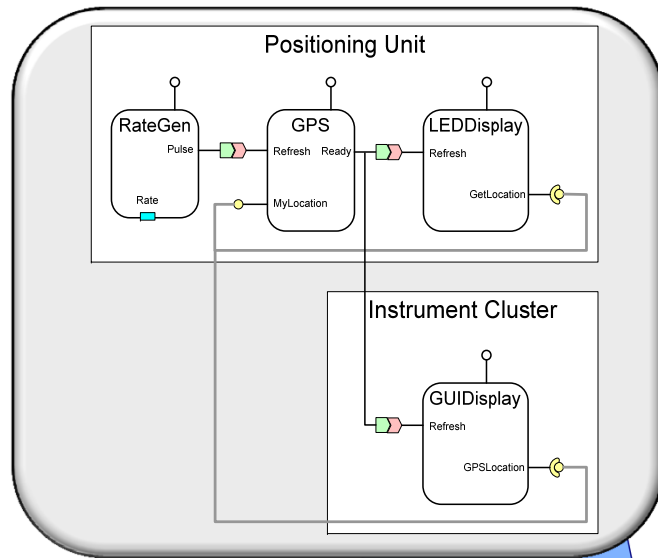 Positioning Unit
RateGen
Pulse
Rate
GPS
Refresh Ready
MyLocation
LEDDisplay
Refresh
GetLocation
Instrument Cluster
GUIDisplay
Refresh
GPSLocation